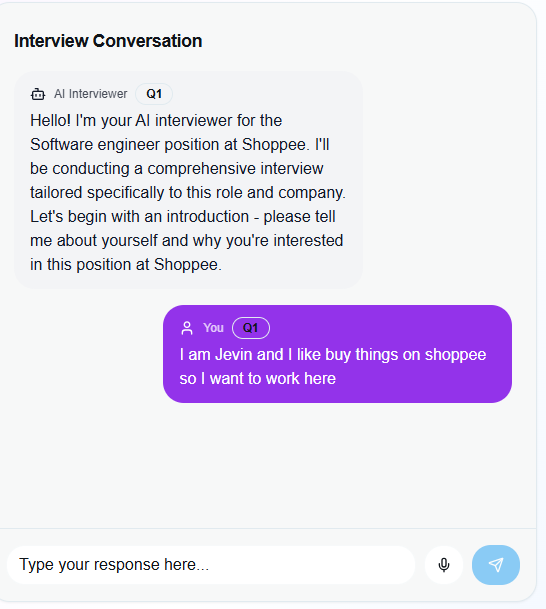 Interview Conversation
AI Interviewer Q1
Hello! I'm your AI interviewer for the
Software engineer position at Shoppee. I'll
be conducting a comprehensive interview
tailored specifically to this role and company.
Let's begin with an introduction - please tell
me about yourself and why you're interested
in this position at Shoppee.
You Q1
I am Jevin and I like buy things on shoppee
so I want to work here
Type your response here...